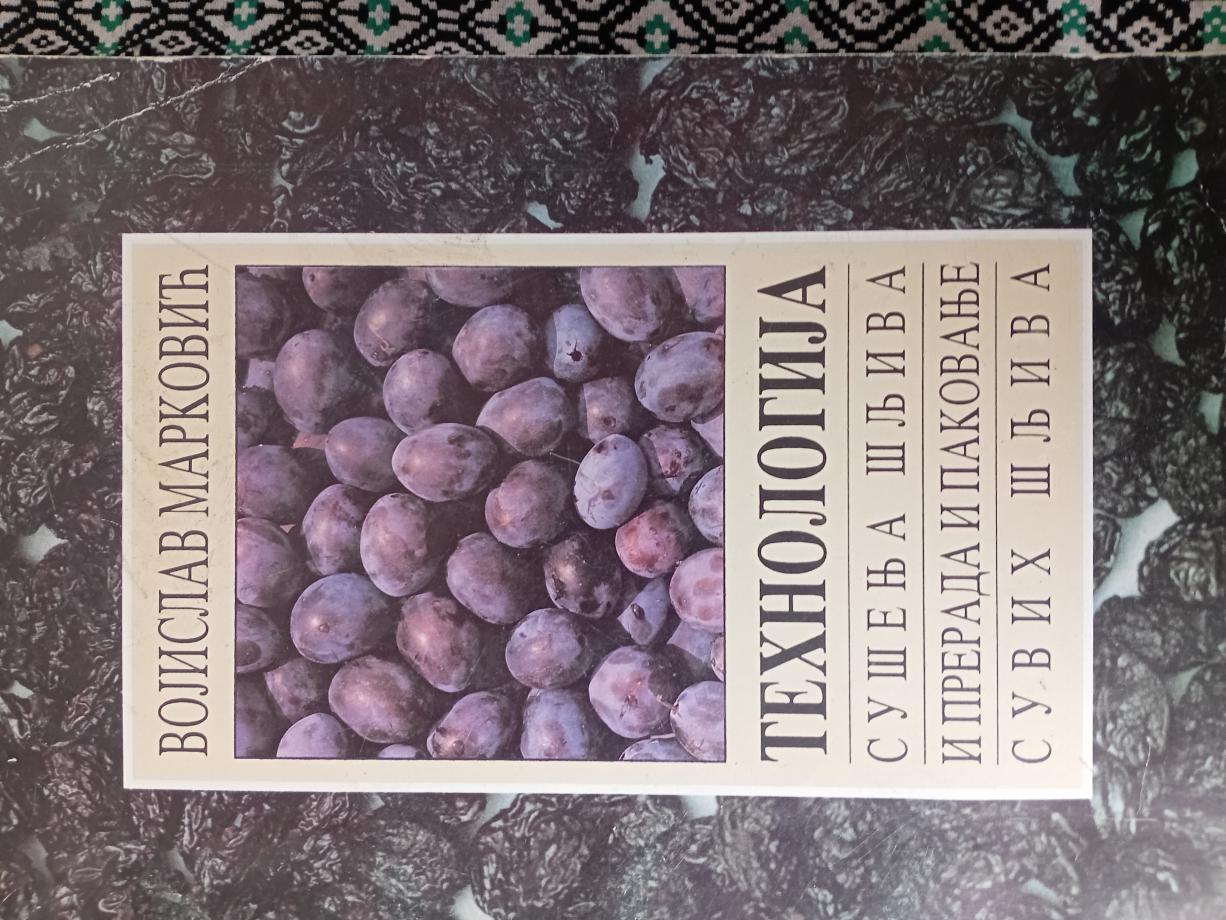 ВОЈИСЛАВ МАРКОВИЋ
ТЕХНОЛОГИЈА
СУШЕЊА ШЉИВА
И ПРЕРАДА И ПАКОВАЊЕ
СУВИХ ШЉИВА